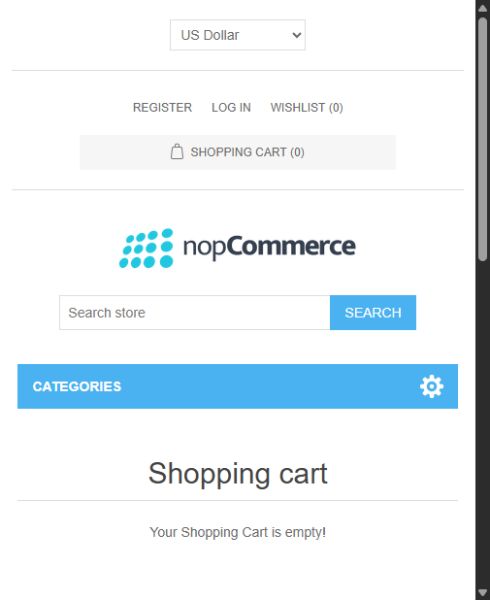 US Dollar
REGISTER LOG IN WISHLIST (0)
SHOPPING CART (0)
nopCommerce
Search store SEARCH
CATEGORIES
Shopping cart
Your Shopping Cart is empty!